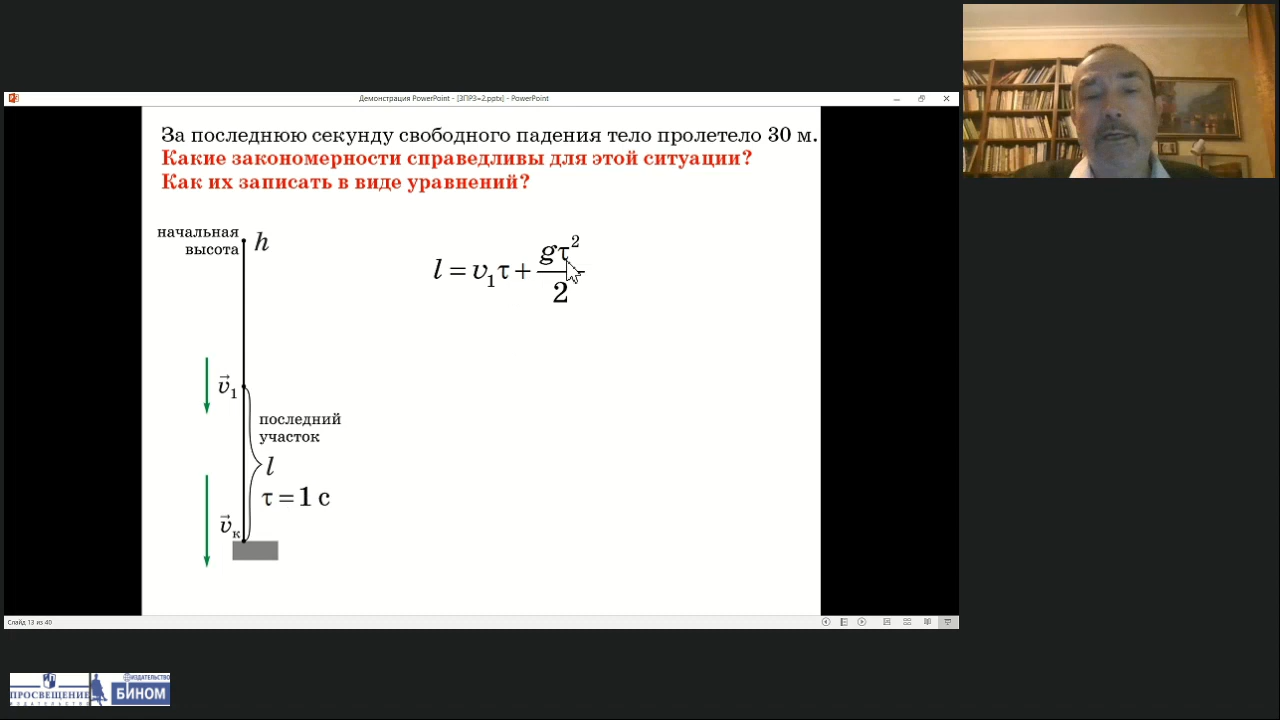 Демонстрация PowerPoint - [ЗПРЗ=2.pptx] - PowerPoint
За последнюю секунду свободного падения тело пролетело 30 м.
Какие закономерности справедливы для этой ситуации?
Как их записать в виде уравнений?
начальная
высота
h
l = v₁τ + gτ²/2
v⃗₁
последний
участок
l
τ = 1 с
v⃗к
Слайд 13 из 40
ПРОСВЕЩЕНИЕ
ИЗДАТЕЛЬСТВО
БИНОМ